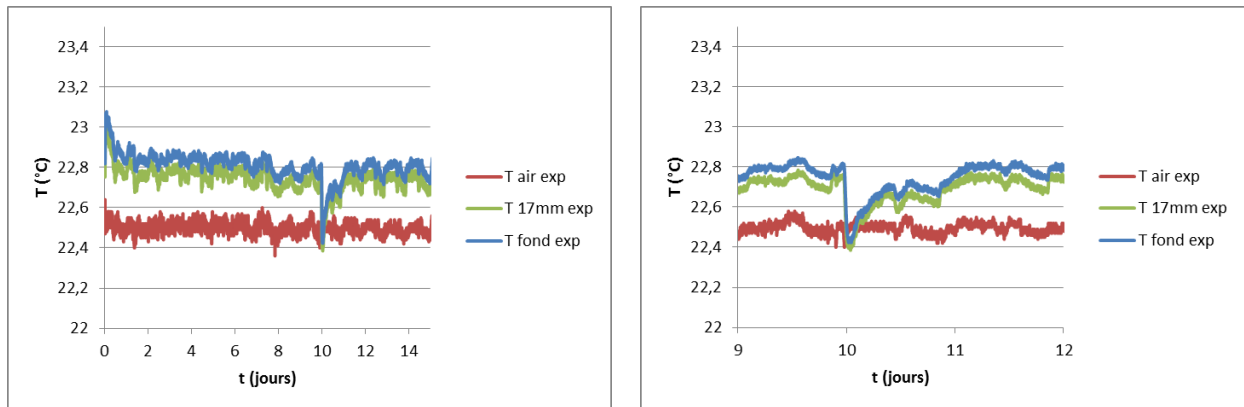 23,4
23,2
23
22,8
22,6
22,4
22,2
22
T (°C)
0 2 4 6 8 10 12 14
t (jours)
T air exp
T 17mm exp
T fond exp
23,4
23,2
23
22,8
22,6
22,4
22,2
22
T (°C)
9 10 11 12
t (jours)
T air exp
T 17mm exp
T fond exp